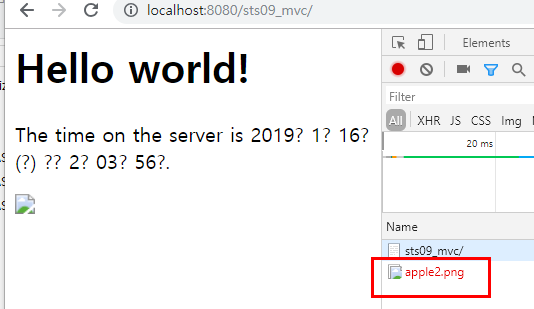 localhost:8080/sts09_mvc/
Elements
Hello world!
Filter
All XHR JS CSS Img
The time on the server is 2019? 1? 16?
(?) ?? 2? 03? 56?.
20 ms
Name
sts09_mvc/
apple2.png